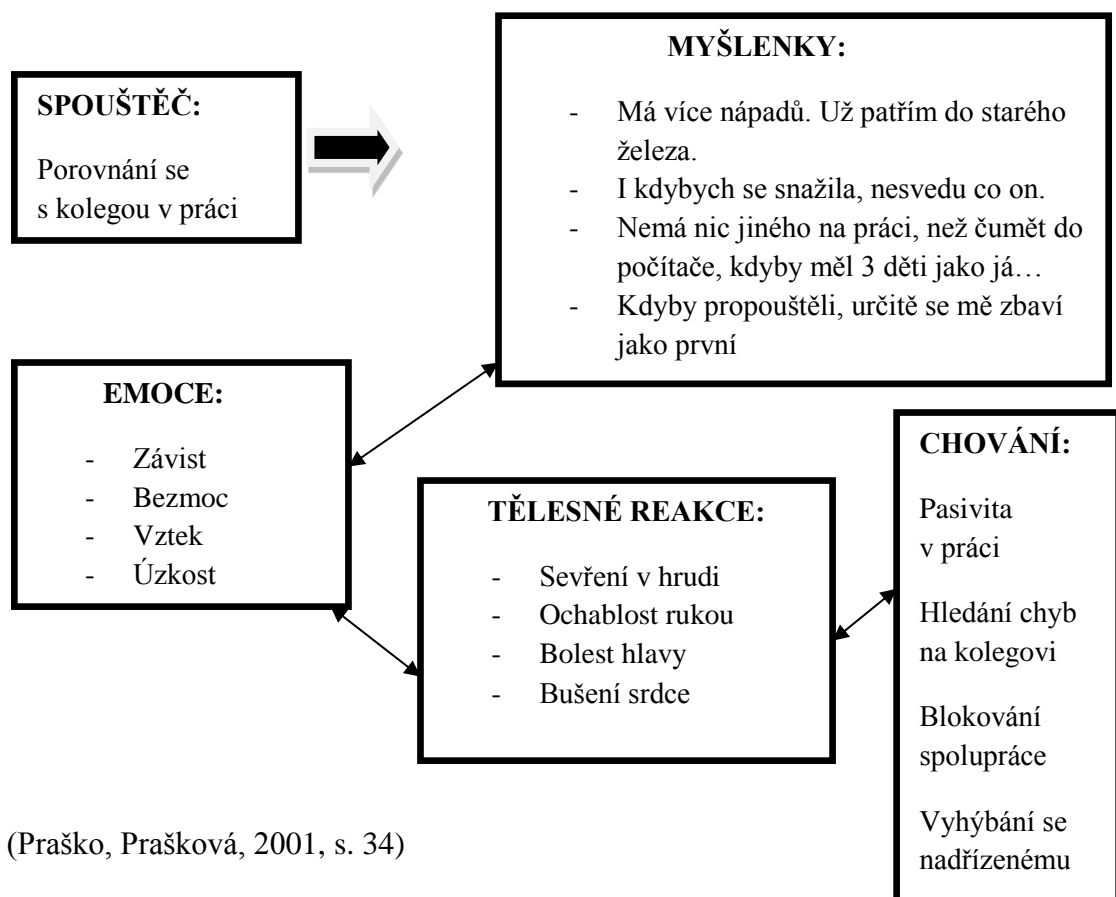 SPOUŠTĚČ:
Porovnání se
s kolegou v práci
MYŠLENKY:
- Má více nápadů. Už patřím do starého
železa.
- I kdybych se snažila, nesvedu co on.
- Nemá nic jiného na práci, než čumět do
počítače, kdyby měl 3 děti jako já…
- Kdyby propouštěli, určitě se mě zbaví
jako první
EMOCE:
- Závist
- Bezmoc
- Vztek
- Úzkost
TĚLESNÉ REAKCE:
- Sevření v hrudi
- Ochablost rukou
- Bolest hlavy
- Bušení srdce
CHOVÁNÍ:
Pasivita
v práci
Hledání chyb
na kolegovi
Blokování
spolupráce
Vyhýbání se
nadřízenému
(Praško, Prašková, 2001, s. 34)